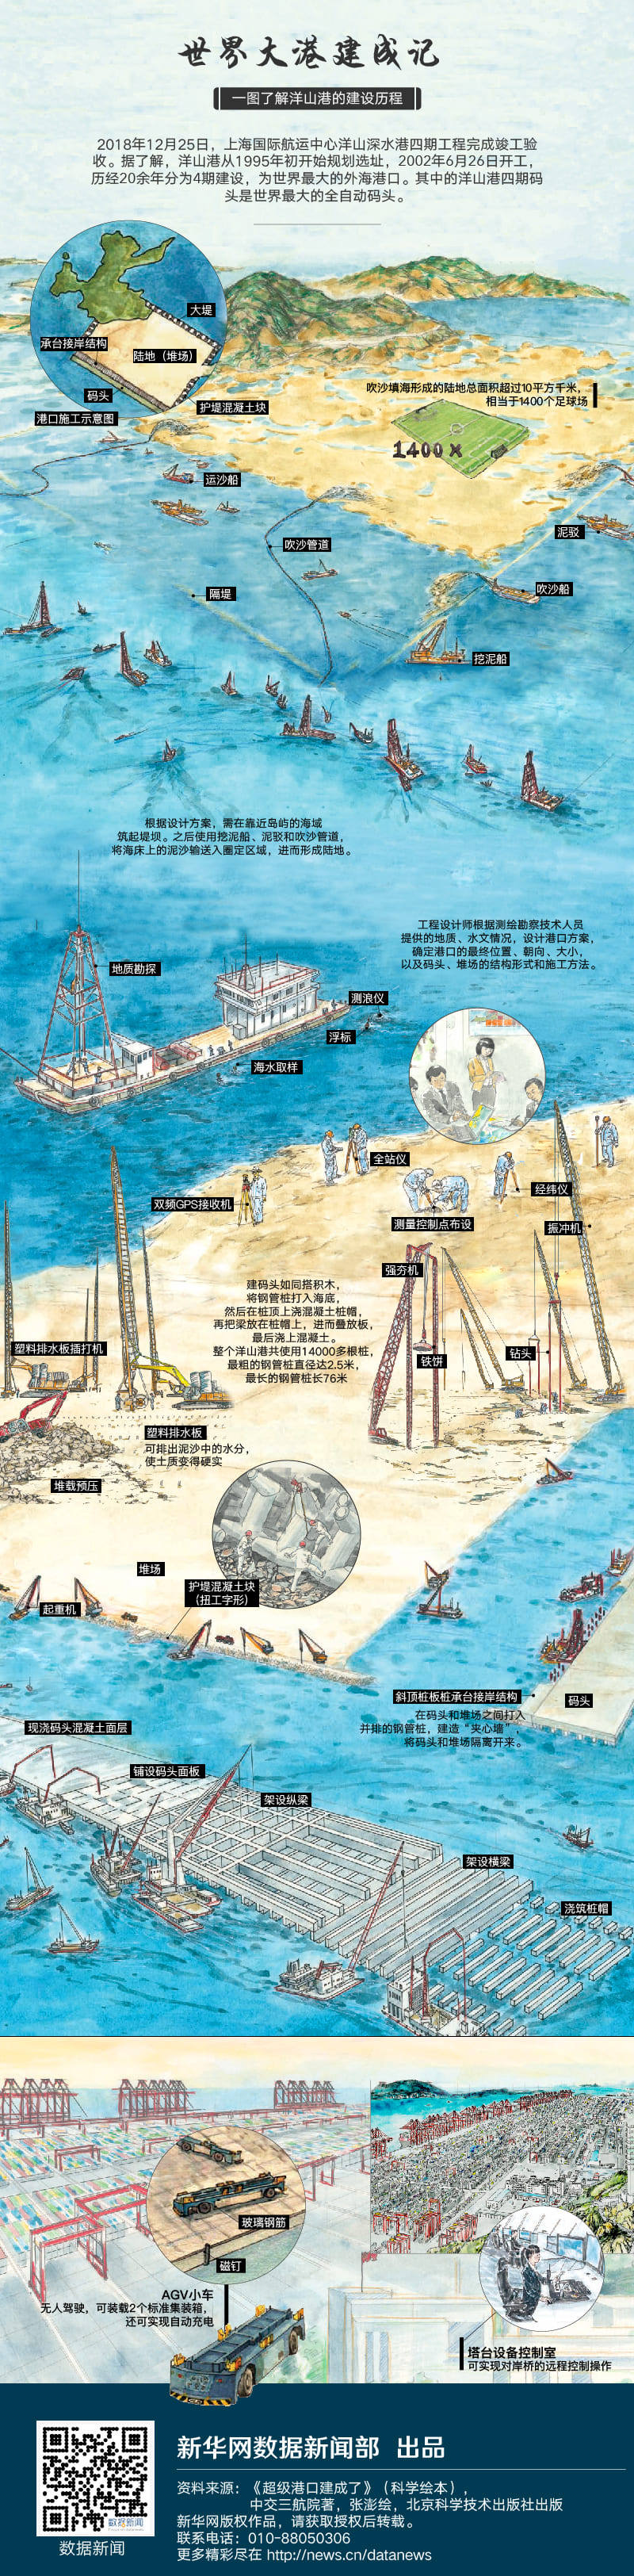 世界大港建成记
一图了解洋山港的建设历程
2018年12月25日，上海国际航运中心洋山深水港四期工程完成竣工验
收。据了解，洋山港从1995年初开始规划选址，2002年6月26日开工，
历经20余年分为4期建设，为世界最大的外海港口。其中的洋山港四期码
头是世界最大的全自动码头。
大堤
承台接岸结构
陆地（堆场）
码头
护堤混凝土块
港口施工示意图
吹沙填海形成的陆地总面积超过10平方千米，
相当于1400个足球场
1400 X
运沙船
泥驳
吹沙管道
隔堤
吹沙船
挖泥船
根据设计方案，需在靠近岛屿的海域
筑起堤坝。之后使用挖泥船、泥驳和吹沙管道，
将海床上的泥沙输送入圈定区域，进而形成陆地。
工程设计师根据测绘勘察技术人员
提供的地质、水文情况，设计港口方案，
确定港口的最终位置、朝向、大小，
以及码头、堆场的结构形式和施工方法。
地质勘探
测浪仪
浮标
海水取样
全站仪
经纬仪
双频GPS接收机
测量控制点布设
振冲机
强夯机
建码头如同搭积木，
将钢管桩打入海底，
然后在桩顶上浇混凝土桩帽，
再把梁放在桩帽上，进而叠放板，
最后浇上混凝土。
整个洋山港共使用14000多根桩，
最粗的钢管桩直径达2.5米，
最长的钢管桩长76米
塑料排水板插打机
铁饼
钻头
塑料排水板
可排出泥沙中的水分，
使土质变得硬实
堆载预压
堆场
护堤混凝土块
（扭工字形）
起重机
斜顶桩板桩承台接岸结构
码头
在码头和堆场之间打入
并排的钢管桩，建造“夹心墙”，
将码头和堆场隔离开来。
现浇码头混凝土面层
铺设码头面板
架设纵梁
架设横梁
浇筑桩帽
玻璃钢筋
磁钉
AGV小车
无人驾驶，可装载2个标准集装箱，
还可实现自动充电
塔台设备控制室
可实现对岸桥的远程控制操作
新华网数据新闻部 出品
资料来源：《超级港口建成了》（科学绘本），
中交三航院著，张澎绘，北京科学技术出版社出版
新华网版权作品，请获取授权后转载。
联系电话：010-88050306
更多精彩尽在 http://news.cn/datanews
数据新闻
数据新闻